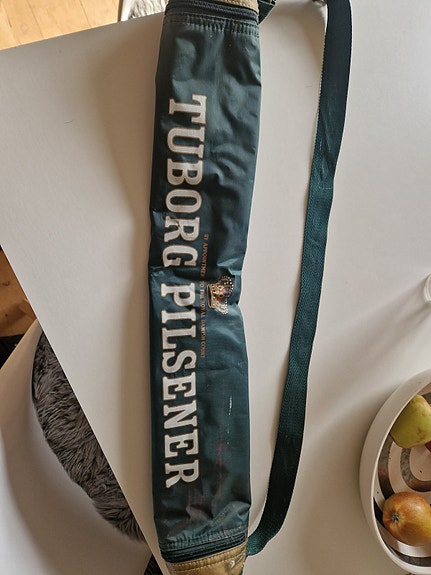 BY APPOINTMENT TO THE ROYAL DANISH COURT
TUBORG PILSENER